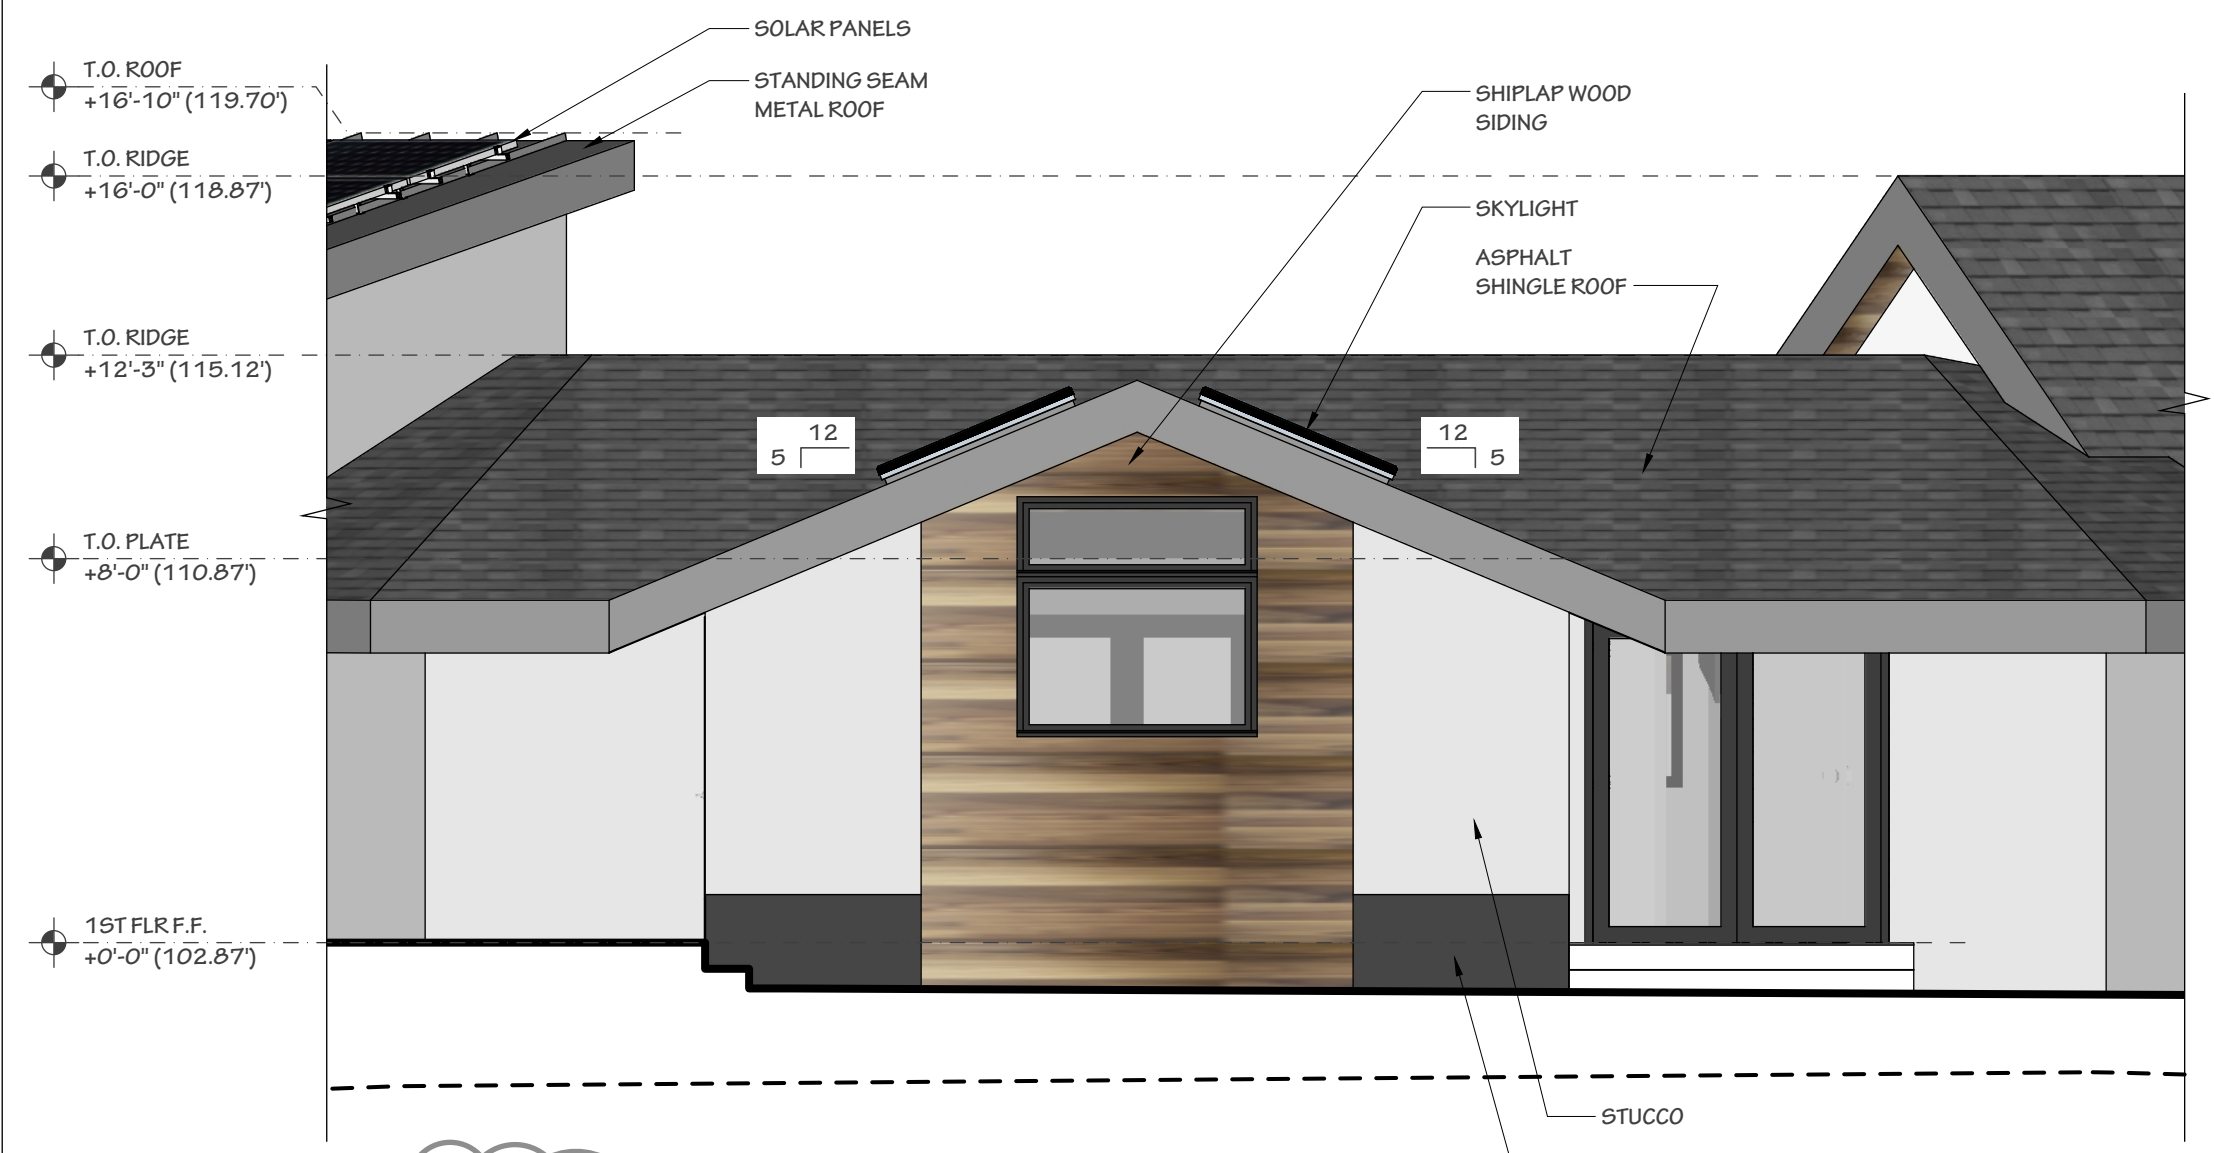 SOLAR PANELS
T.O. ROOF
+16'-10" (119.70')
STANDING SEAM
METAL ROOF
SHIPLAP WOOD
SIDING
T.O. RIDGE
+16'-0" (118.87')
SKYLIGHT
ASPHALT
SHINGLE ROOF
T.O. RIDGE
+12'-3" (115.12')
12
5
12
5
T.O. PLATE
+8'-0" (110.87')
1ST FLR F.F.
+0'-0" (102.87')
STUCCO